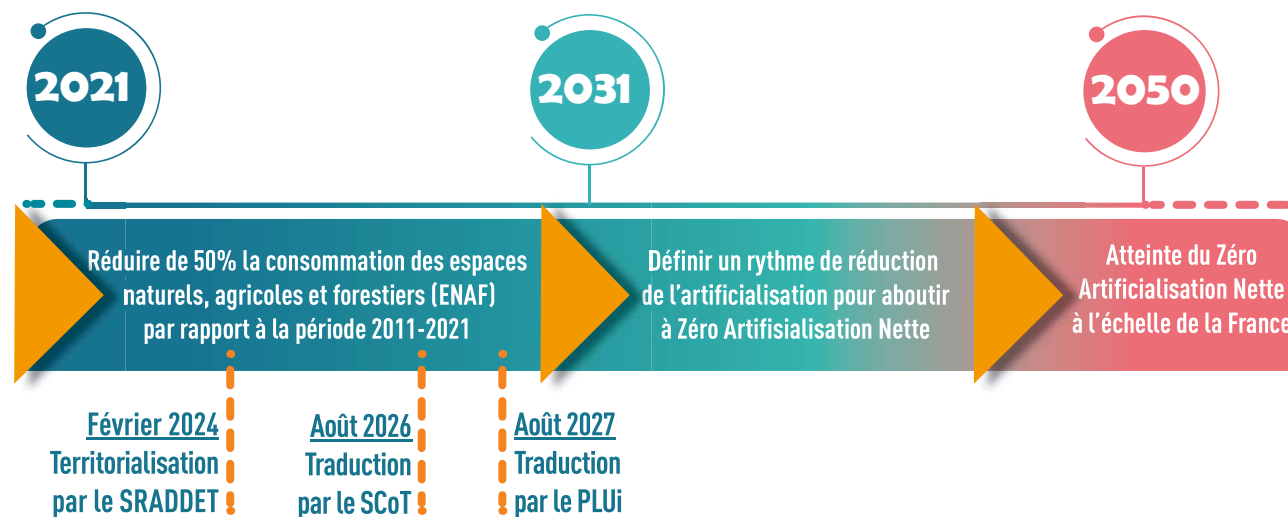 2021
2031
2050
Réduire de 50% la consommation des espaces
naturels, agricoles et forestiers (ENAF)
par rapport à la période 2011-2021
Définir un rythme de réduction
de l'artificialisation pour aboutir
à Zéro Artifisialisation Nette
Atteinte du Zéro
Artificialisation Nette
à l'échelle de la France
Février 2024
Territorialisation
par le SRADDET
Août 2026
Traduction
par le SCoT
Août 2027
Traduction
par le PLUi